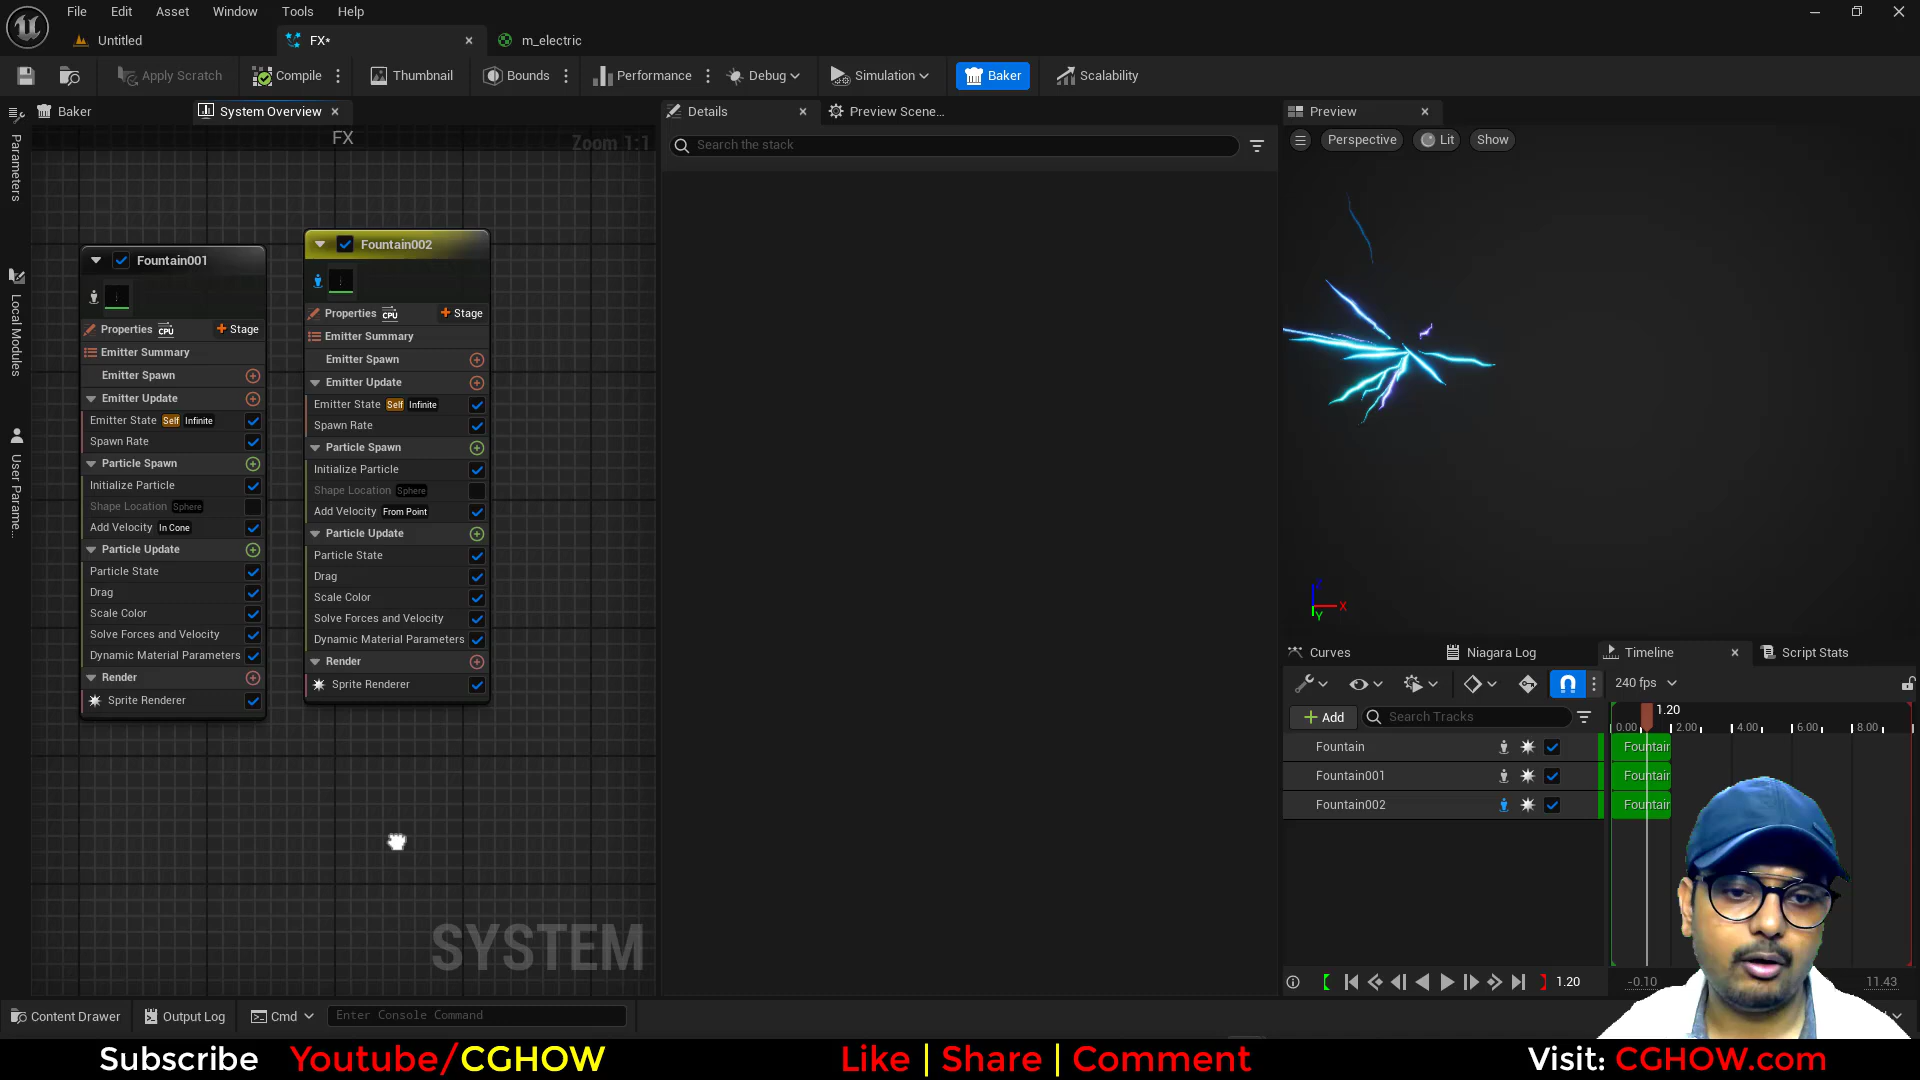 File Edit Asset Window Tools Help
Untitled FX• m_electric
Apply Scratch Compile Thumbnail Bounds Performance Debug Simulation Baker Scalability
Baker System Overview Details Preview Scene... Preview
FX Zoom 1:1
Search the stack
Perspective Lit Show
Parameters
Local Modules
User Parame...
Fountain001
Properties CPU + Stage
Emitter Summary
Emitter Spawn
Emitter Update
Emitter State Self Infinite
Spawn Rate
Particle Spawn
Initialize Particle
Shape Location Sphere
Add Velocity In Cone
Particle Update
Particle State
Drag
Scale Color
Solve Forces and Velocity
Dynamic Material Parameters
Render
Sprite Renderer
Fountain002
Properties CPU + Stage
Emitter Summary
Emitter Spawn
Emitter Update
Emitter State Self Infinite
Spawn Rate
Particle Spawn
Initialize Particle
Shape Location Sphere
Add Velocity From Point
Particle Update
Particle State
Drag
Scale Color
Solve Forces and Velocity
Dynamic Material Parameters
Render
Sprite Renderer
SYSTEM
Z X Y
Curves Niagara Log Timeline Script Stats
240 fps
+ Add Search Tracks
1.20
0.00 2.00 4.00 6.00 8.00
Fountain Fountain
Fountain001 Fountain
Fountain002 Fountain
1.20 -0.10 11.43
Content Drawer Output Log Cmd Enter Console Command
Subscribe Youtube/CGHOW Like | Share | Comment Visit: CGHOW.com